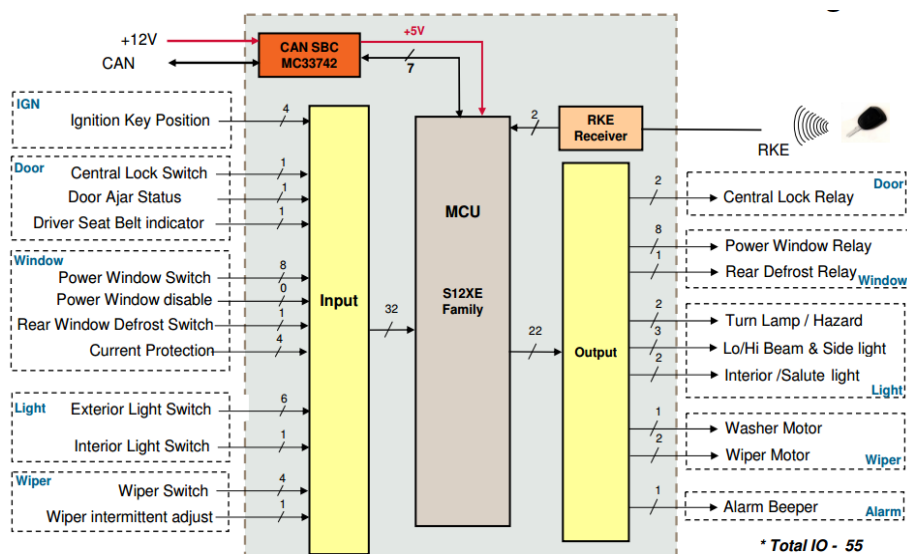 +12V
CAN
CAN SBC
MC33742
+5V
7
IGN
Ignition Key Position
4
Door
Central Lock Switch
1
Door Ajar Status
1
Driver Seat Belt indicator
1
Window
Power Window Switch
8
Power Window disable
0
Rear Window Defrost Switch
1
Current Protection
4
Light
Exterior Light Switch
6
Interior Light Switch
1
Wiper
Wiper Switch
4
Wiper intermittent adjust
1
Input
32
MCU
S12XE
Family
2
RKE
Receiver
RKE
22
Output
2
Central Lock Relay
Door
8
Power Window Relay
1
Rear Defrost Relay
Window
2
Turn Lamp / Hazard
3
Lo/Hi Beam & Side light
2
Interior /Salute light
Light
1
Washer Motor
2
Wiper Motor
Wiper
1
Alarm Beeper
Alarm
* Total IO - 55